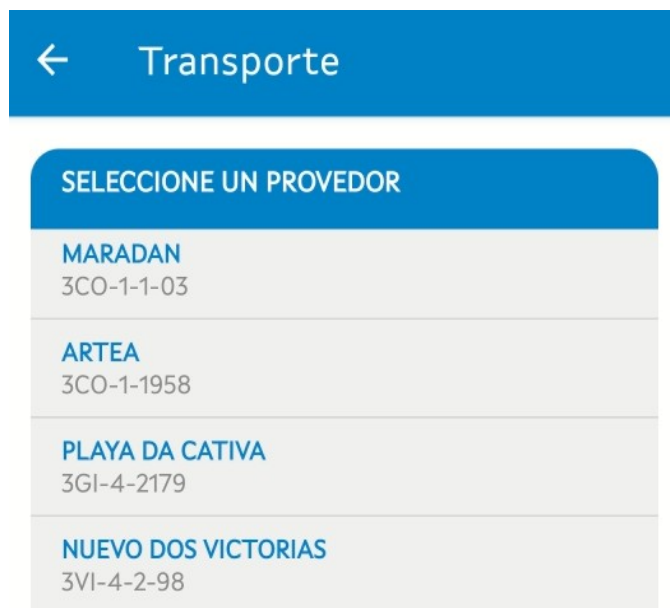 Transporte
SELECCIONE UN PROVEDOR
MARADAN
3CO-1-1-03
ARTEA
3CO-1-1958
PLAYA DA CATIVA
3GI-4-2179
NUEVO DOS VICTORIAS
3VI-4-2-98